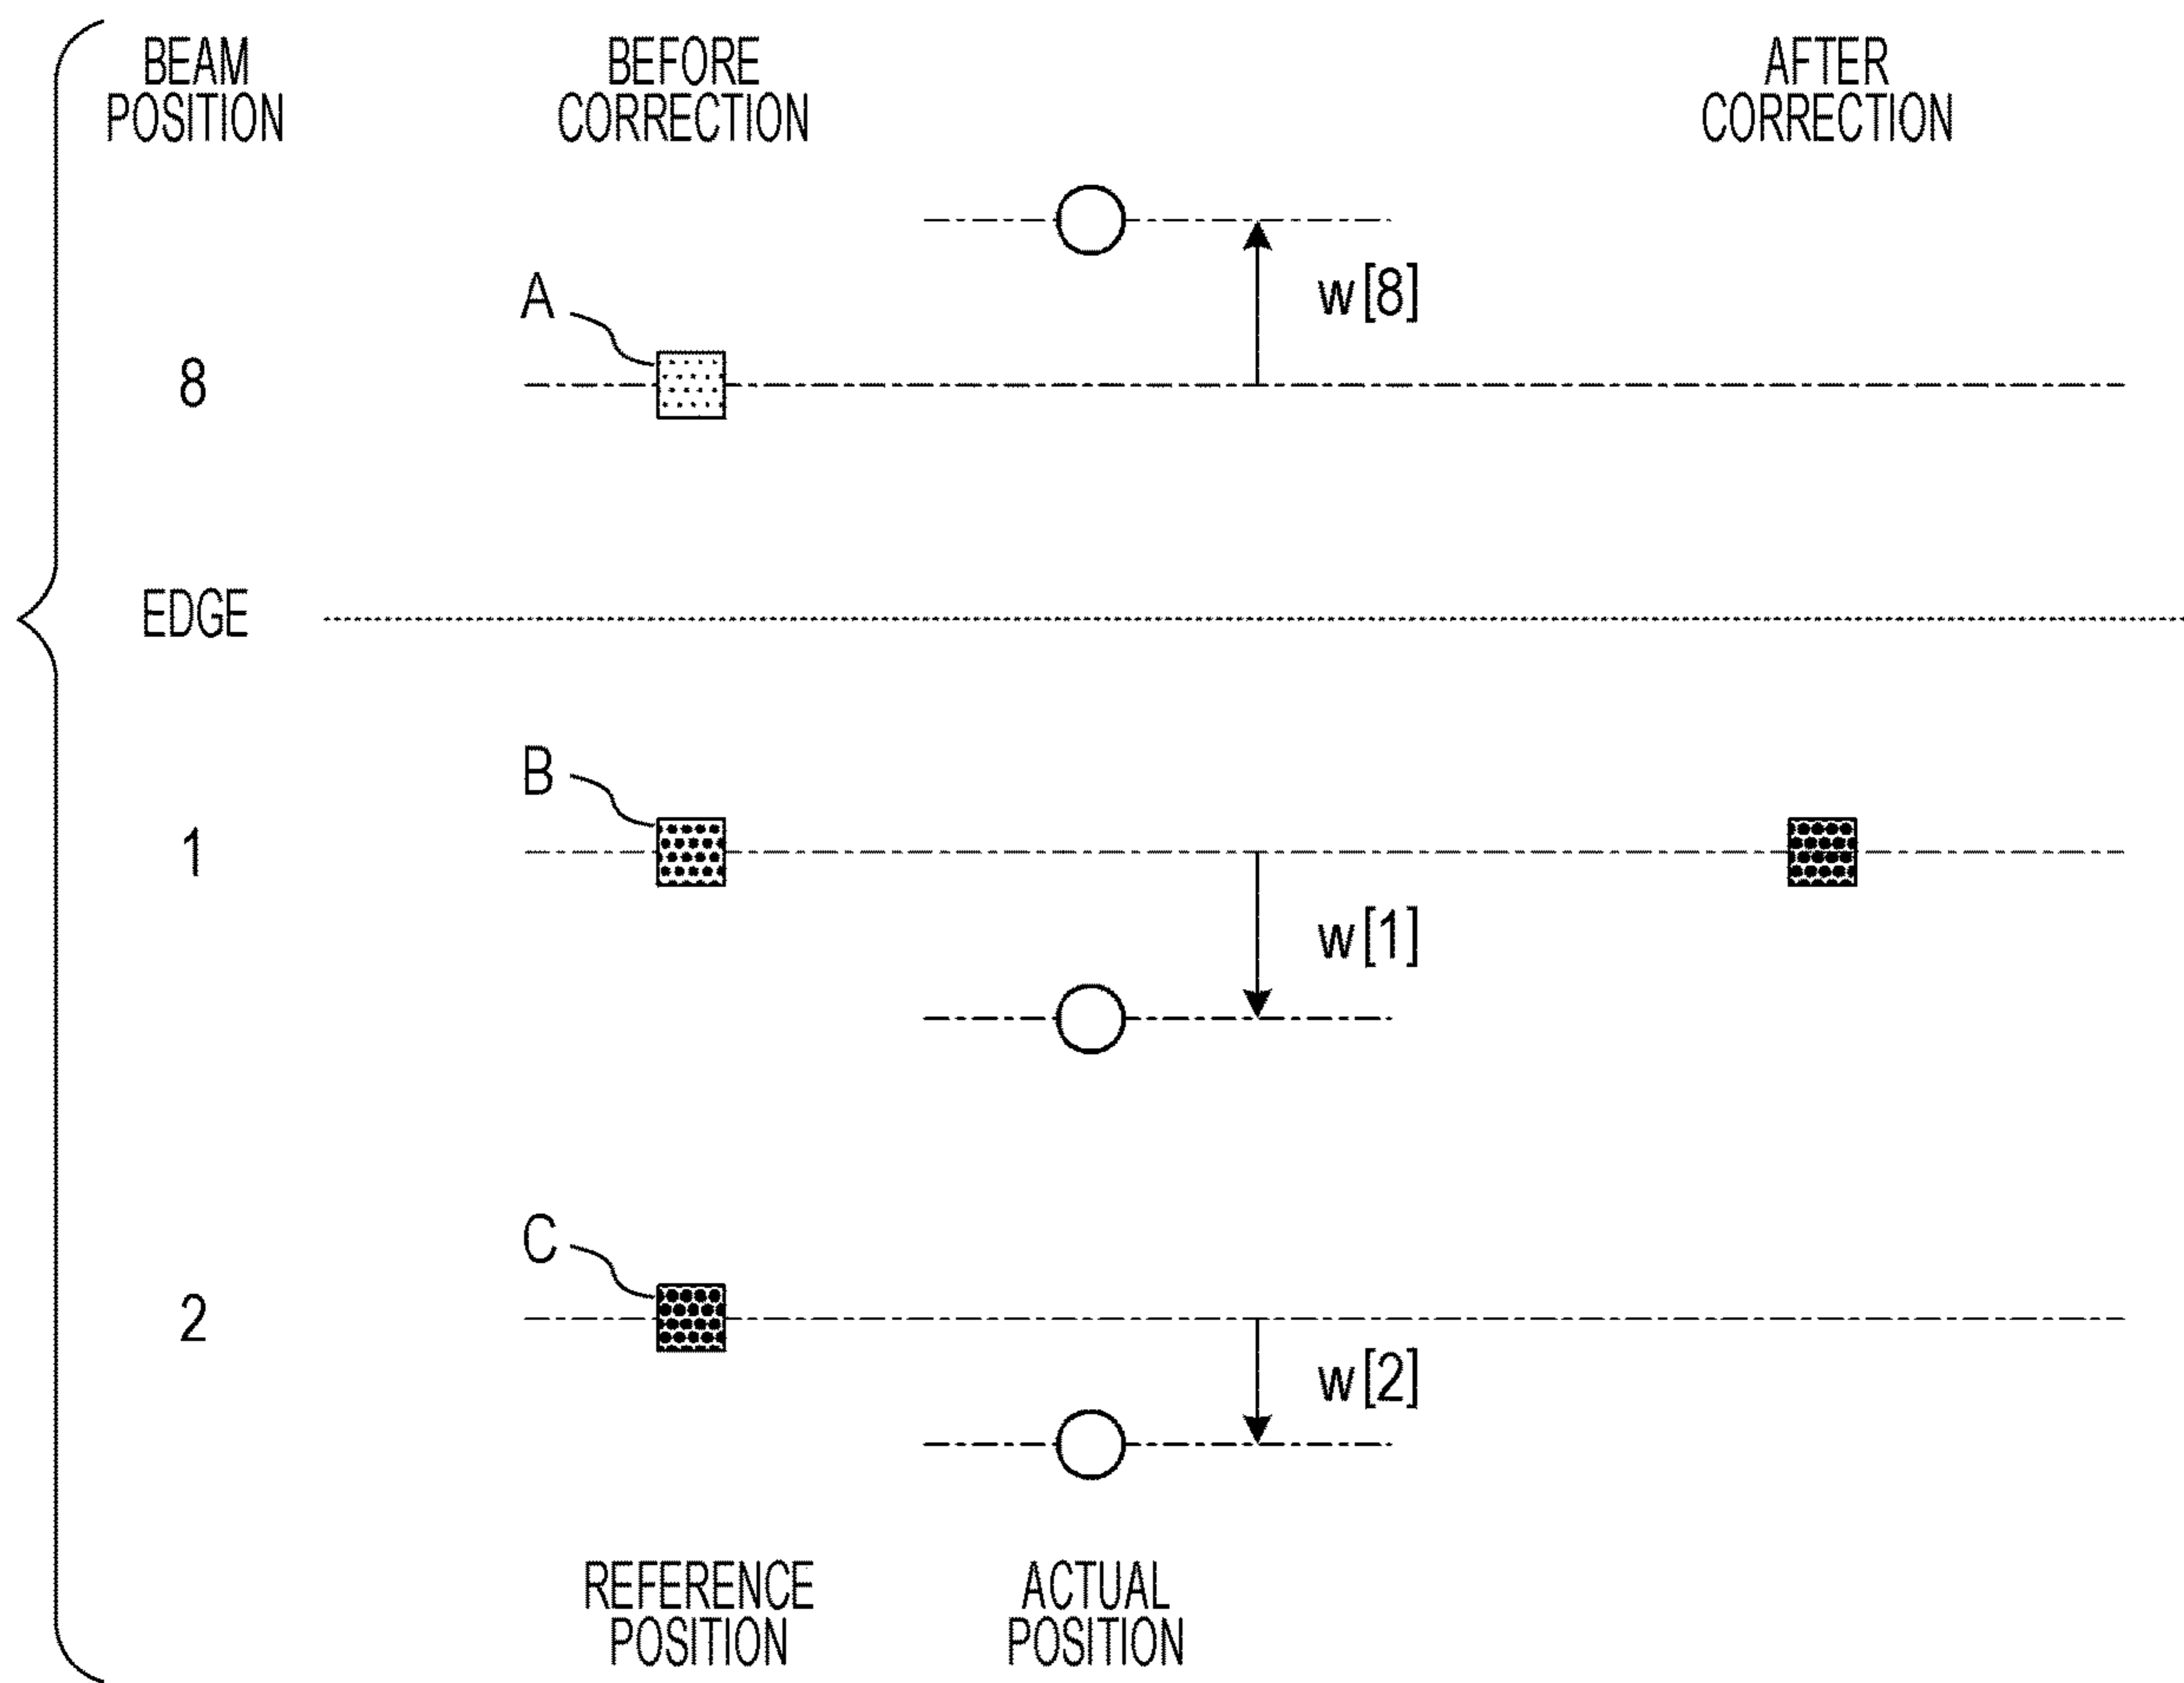 BEAM
POSITION
BEFORE
CORRECTION
AFTER
CORRECTION
A
w[8]
8
EDGE
B
1
w[1]
C
2
w[2]
REFERENCE
POSITION
ACTUAL
POSITION